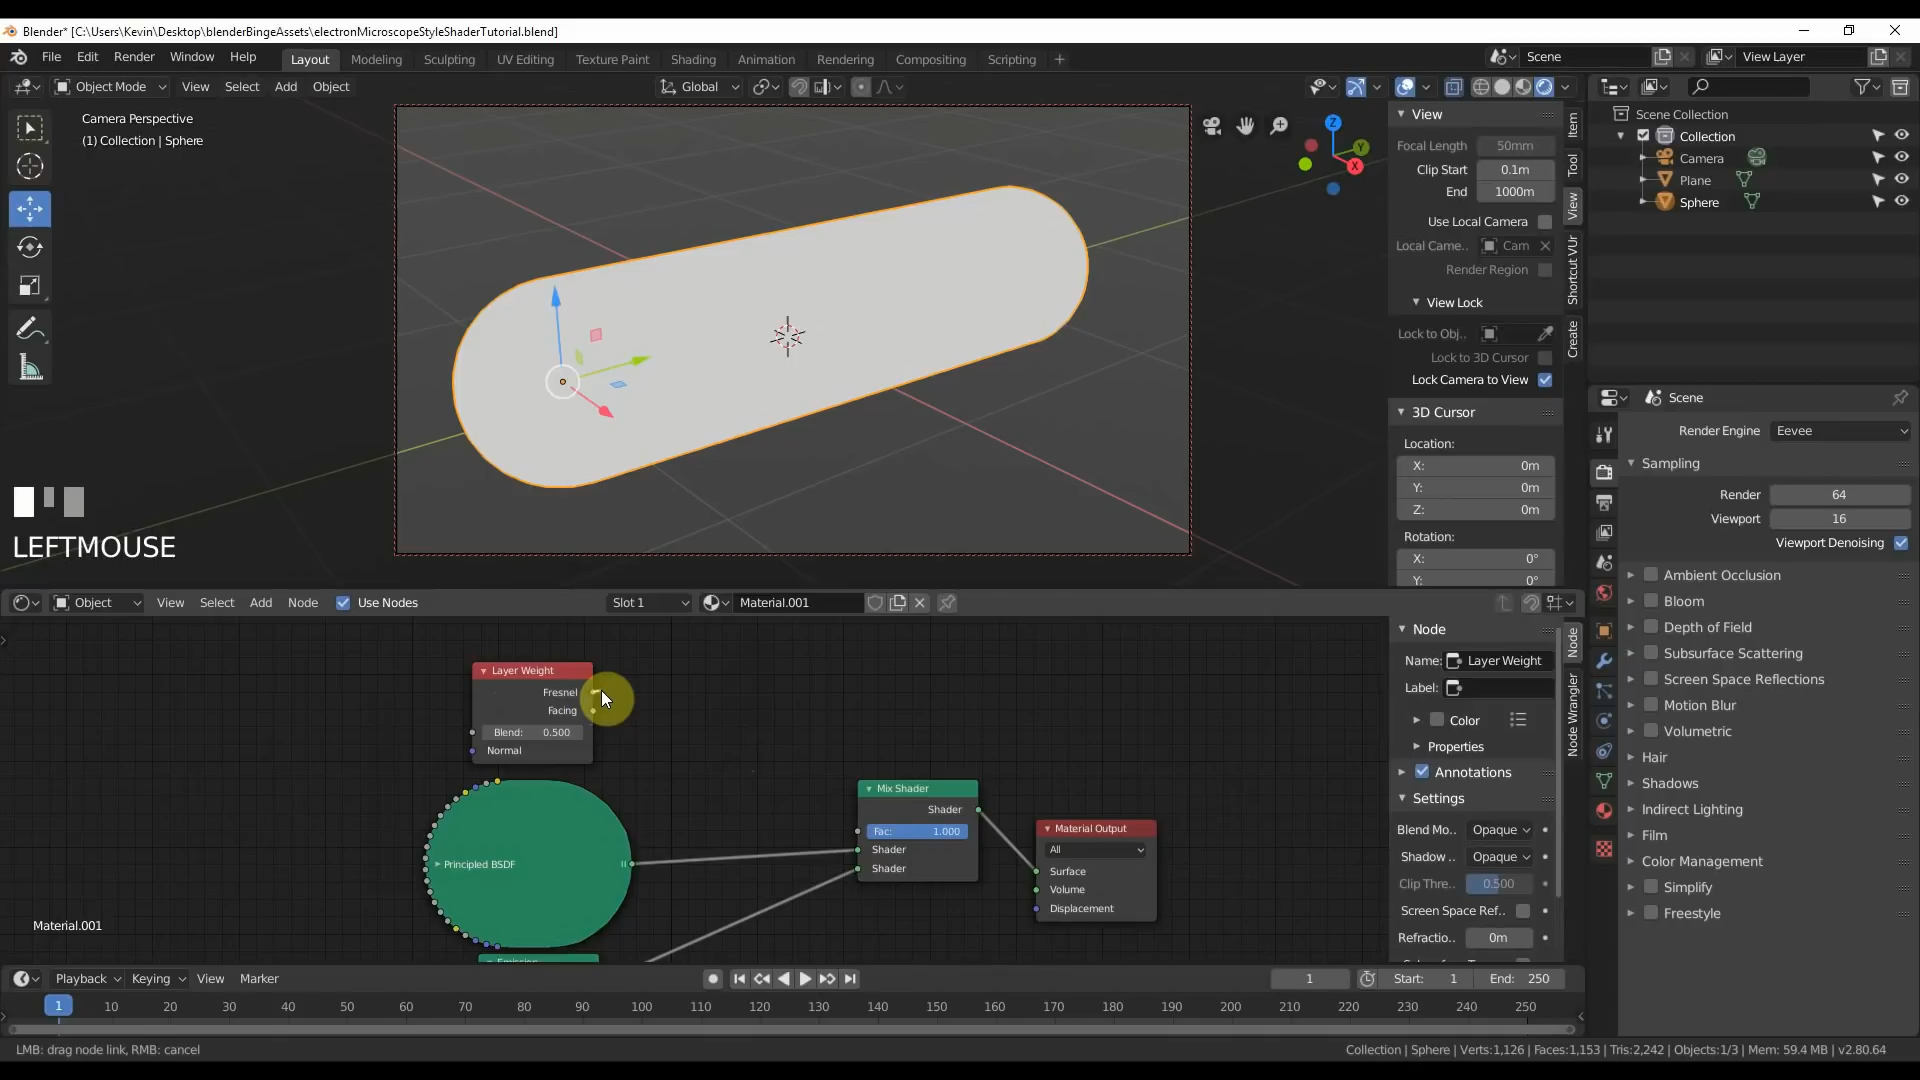 Blender* [C:\Users\Kevin\Desktop\blenderBingeAssets\electronMicroscopeStyleShaderTutorial.blend]
File Edit Render Window Help Layout Modeling Sculpting UV Editing Texture Paint Shading Animation Rendering Compositing Scripting + Scene View Layer
Object Mode View Select Add Object Global
Camera Perspective
(1) Collection | Sphere
LEFTMOUSE
Z
Y
X
View
Focal Length 50mm
Clip Start 0.1m
End 1000m
Use Local Camera
Local Came.. Cam
Render Region
View Lock
Lock to Obj..
Lock to 3D Cursor
Lock Camera to View
3D Cursor
Location:
X: 0m
Y: 0m
Z: 0m
Rotation:
X: 0°
Y: 0°
Item
Tool
View
Shortcut VUr
Create
Scene Collection
Collection
Camera
Plane
Sphere
Scene
Render Engine Eevee
Sampling
Render 64
Viewport 16
Viewport Denoising
Ambient Occlusion
Bloom
Depth of Field
Subsurface Scattering
Screen Space Reflections
Motion Blur
Volumetric
Hair
Shadows
Indirect Lighting
Film
Color Management
Simplify
Freestyle
Object View Select Add Node Use Nodes Slot 1 Material.001
Layer Weight
Fresnel
Facing
Blend: 0.500
Normal
Principled BSDF
Emission
Mix Shader
Shader
Fac: 1.000
Shader
Shader
Material Output
All
Surface
Volume
Displacement
Material.001
Node
Name: Layer Weight
Label:
Color
Properties
Annotations
Settings
Blend Mo.. Opaque
Shadow .. Opaque
Clip Thre.. 0.500
Screen Space Ref..
Refractio.. 0m
Node
Node Wrangler
Playback Keying View Marker 1 Start: 1 End: 250
1 10 20 30 40 50 60 70 80 90 100 110 120 130 140 150 160 170 180 190 200 210 220 230 240 250
LMB: drag node link, RMB: cancel
Collection | Sphere | Verts:1,126 | Faces:1,153 | Tris:2,242 | Objects:1/3 | Mem: 59.4 MB | v2.80.64